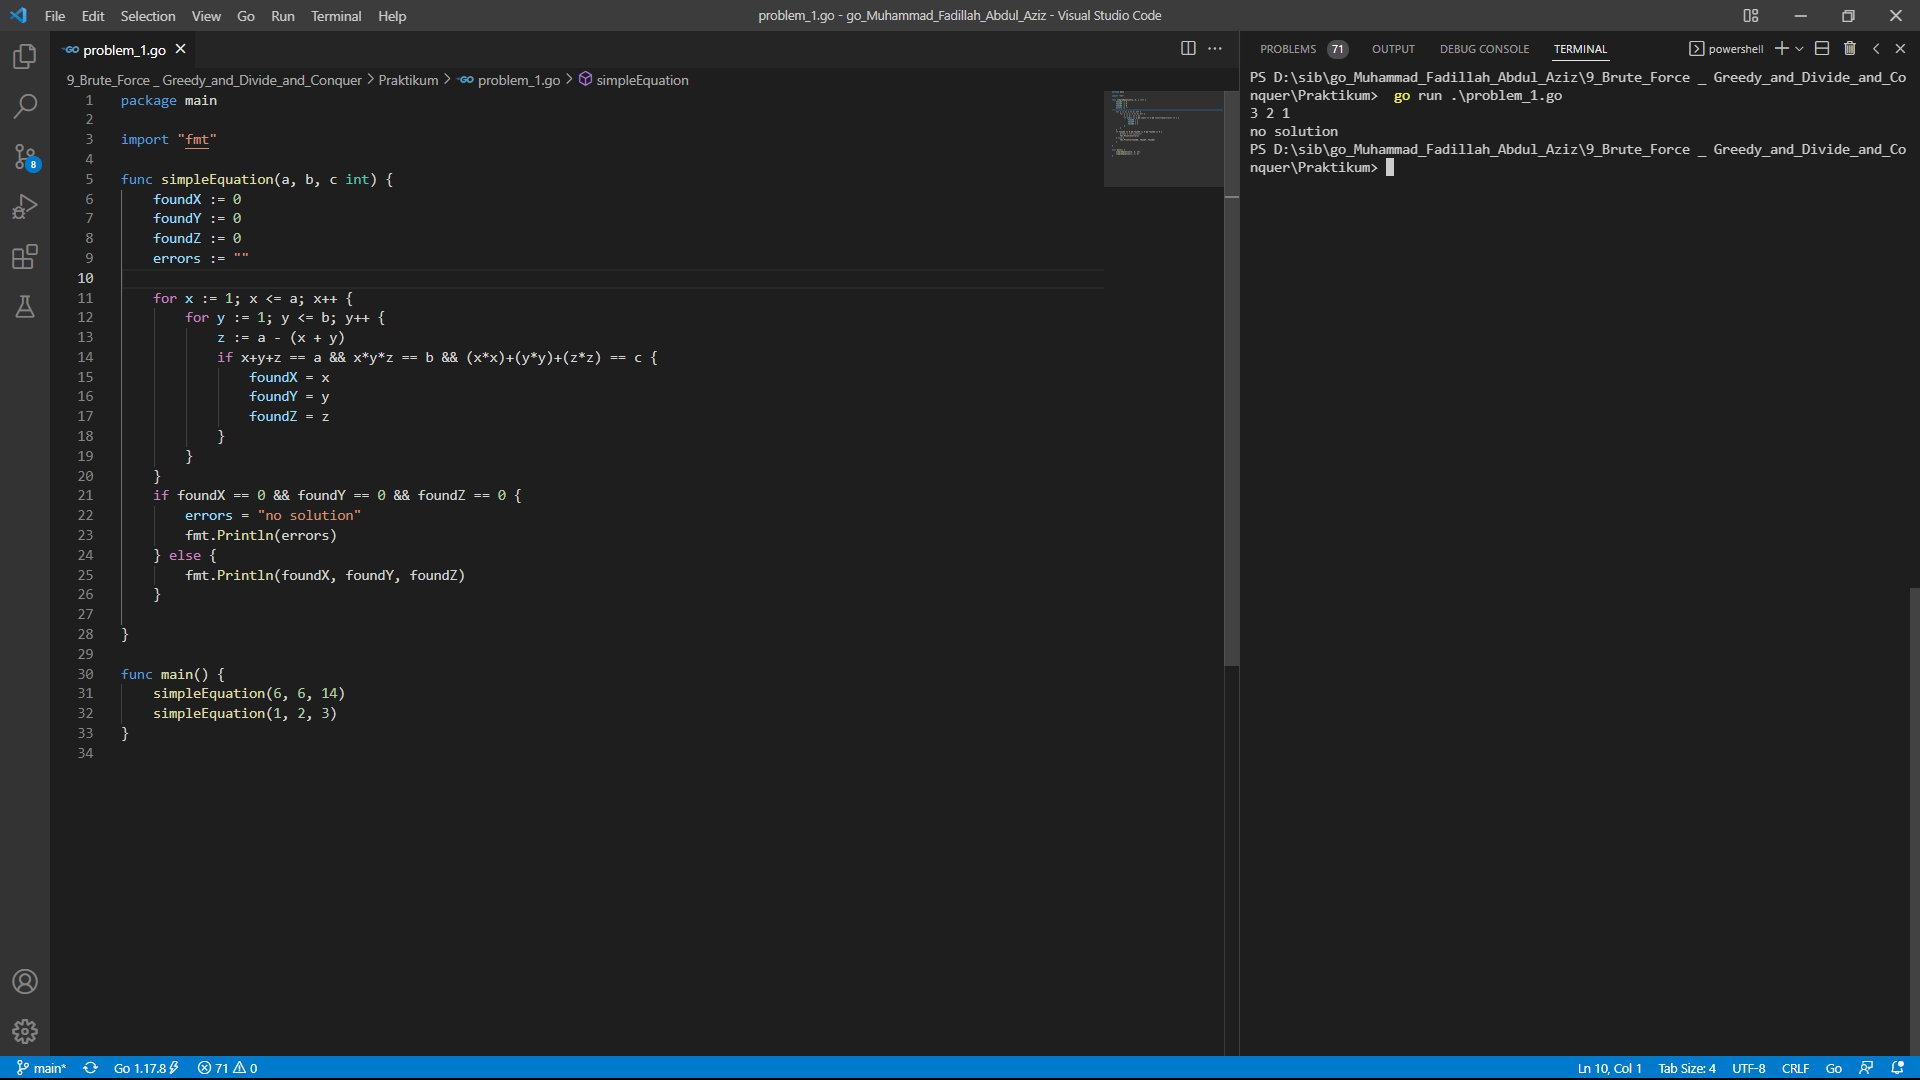 File Edit Selection View Go Run Terminal Help
problem_1.go - go_Muhammad_Fadillah_Abdul_Aziz - Visual Studio Code
problem_1.go
9_Brute_Force _ Greedy_and_Divide_and_Conquer > Praktikum > problem_1.go > simpleEquation
1 package main
2
3 import "fmt"
4
5 func simpleEquation(a, b, c int) {
6     foundX := 0
7     foundY := 0
8     foundZ := 0
9     errors := ""
10
11     for x := 1; x <= a; x++ {
12         for y := 1; y <= b; y++ {
13             z := a - (x + y)
14             if x+y+z == a && x*y*z == b && (x*x)+(y*y)+(z*z) == c {
15                 foundX = x
16                 foundY = y
17                 foundZ = z
18             }
19         }
20     }
21     if foundX == 0 && foundY == 0 && foundZ == 0 {
22         errors = "no solution"
23         fmt.Println(errors)
24     } else {
25         fmt.Println(foundX, foundY, foundZ)
26     }
27
28 }
29
30 func main() {
31     simpleEquation(6, 6, 14)
32     simpleEquation(1, 2, 3)
33 }
34
PROBLEMS 71 OUTPUT DEBUG CONSOLE TERMINAL powershell
PS D:\sib\go_Muhammad_Fadillah_Abdul_Aziz\9_Brute_Force _ Greedy_and_Divide_and_Co
nquer\Praktikum>  go run .\problem_1.go
3 2 1
no solution
PS D:\sib\go_Muhammad_Fadillah_Abdul_Aziz\9_Brute_Force _ Greedy_and_Divide_and_Co
nquer\Praktikum>
8
main* Go 1.17.8 71 0
Ln 10, Col 1 Tab Size: 4 UTF-8 CRLF Go